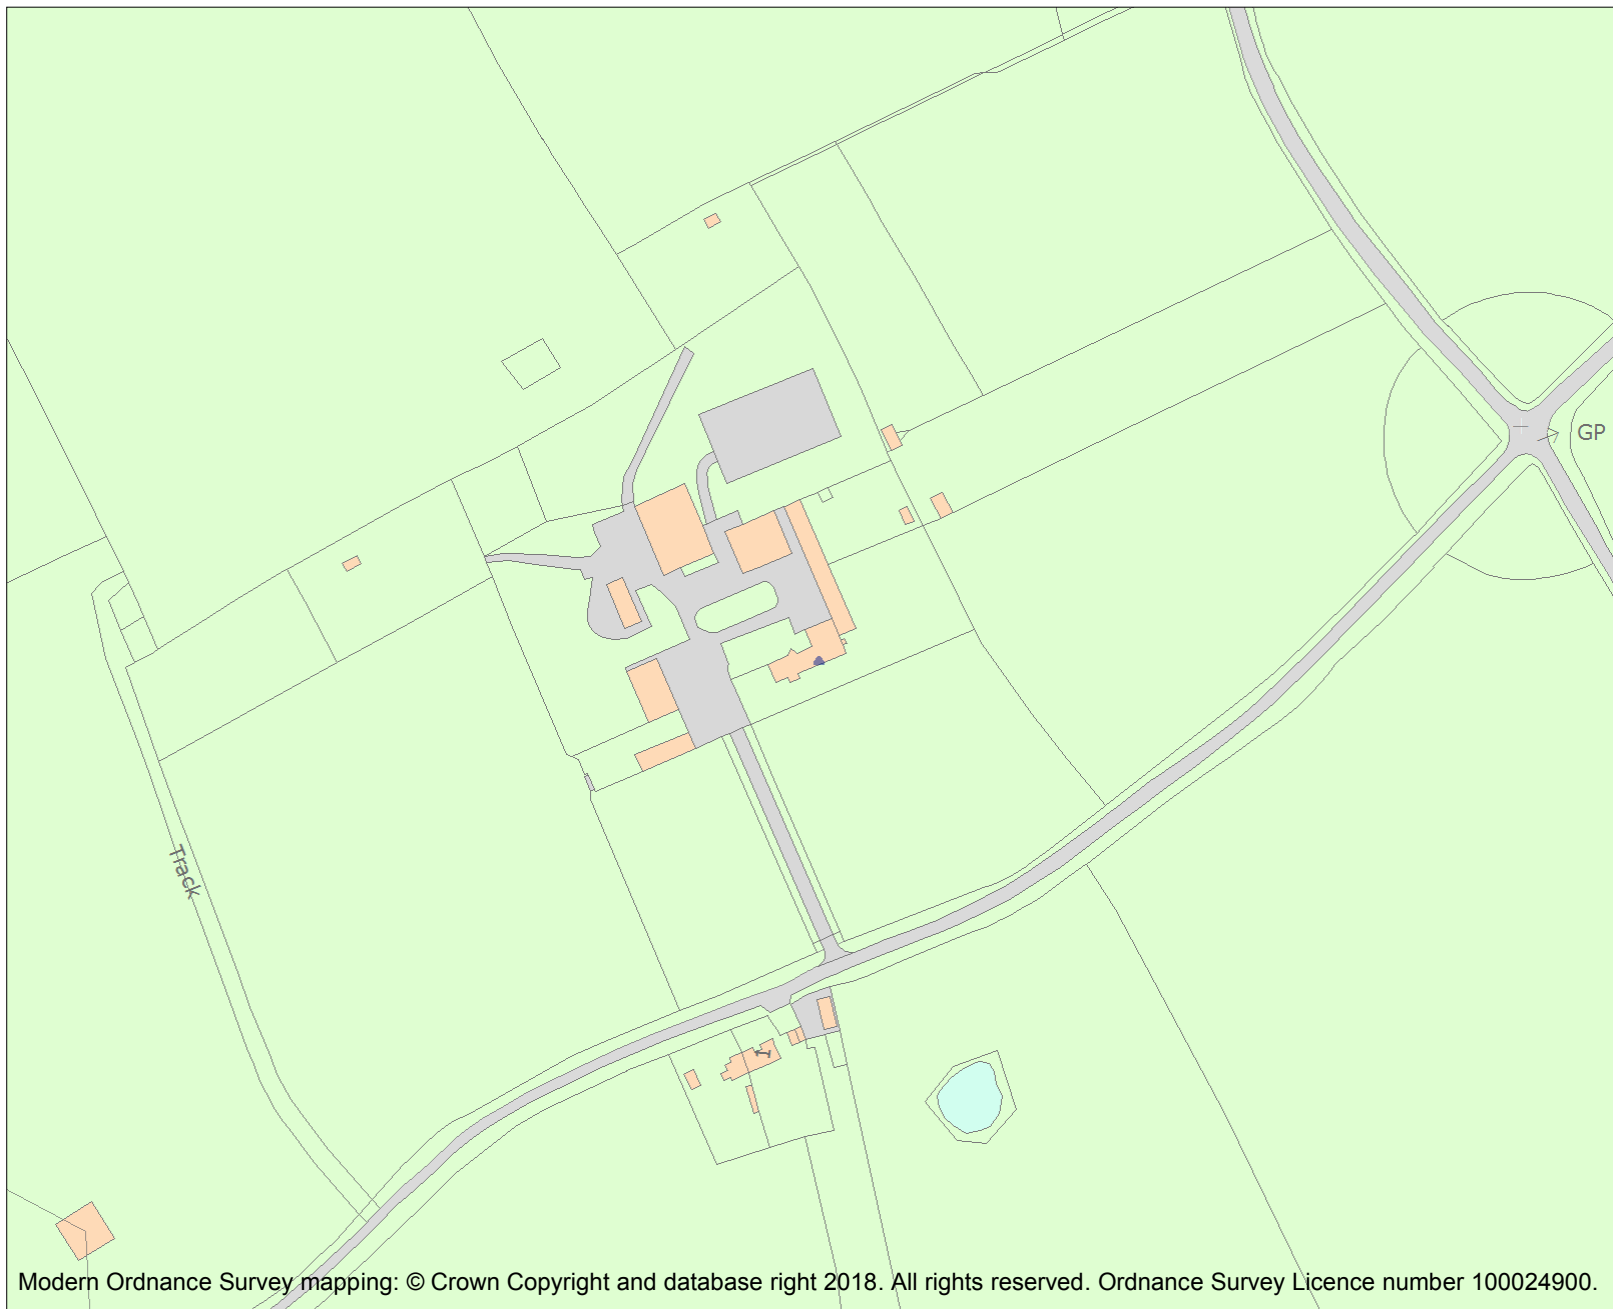 GP
Track
Modern Ordnance Survey mapping: © Crown Copyright and database right 2018. All rights reserved. Ordnance Survey Licence number 100024900.